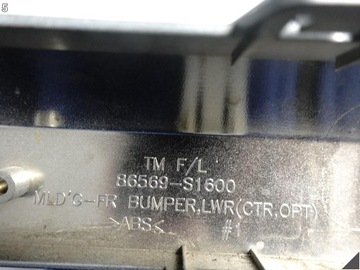 5
TM F/L
86569-S1600
MLD'G-FR BUMPER,LWR(CTR,OPT)
>ABS< #1